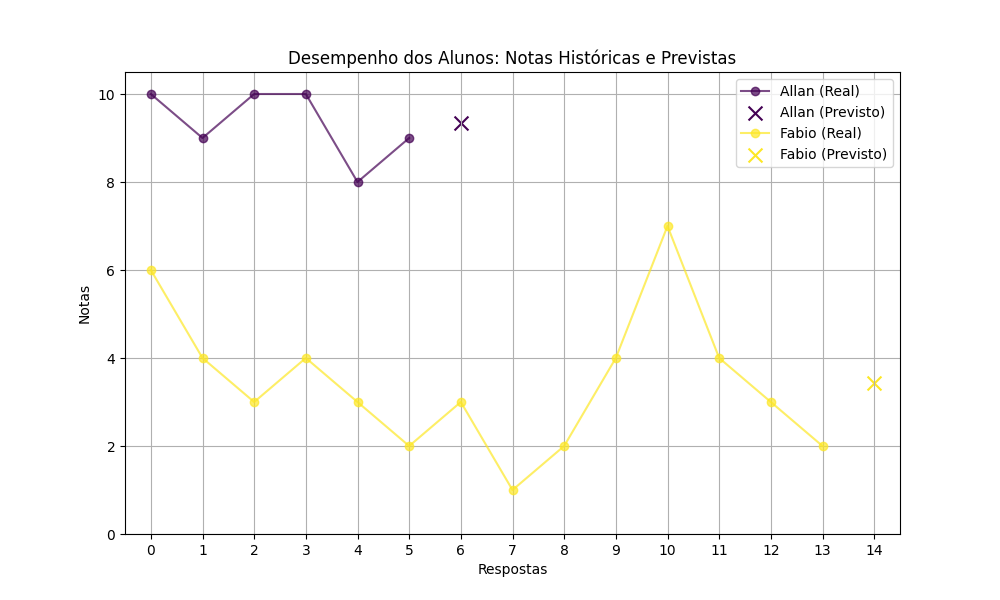 Desempenho dos Alunos: Notas Históricas e Previstas
Allan (Real)
Allan (Previsto)
Fabio (Real)
Fabio (Previsto)
Notas
10
8
6
4
2
0
0 1 2 3 4 5 6 7 8 9 10 11 12 13 14
Respostas